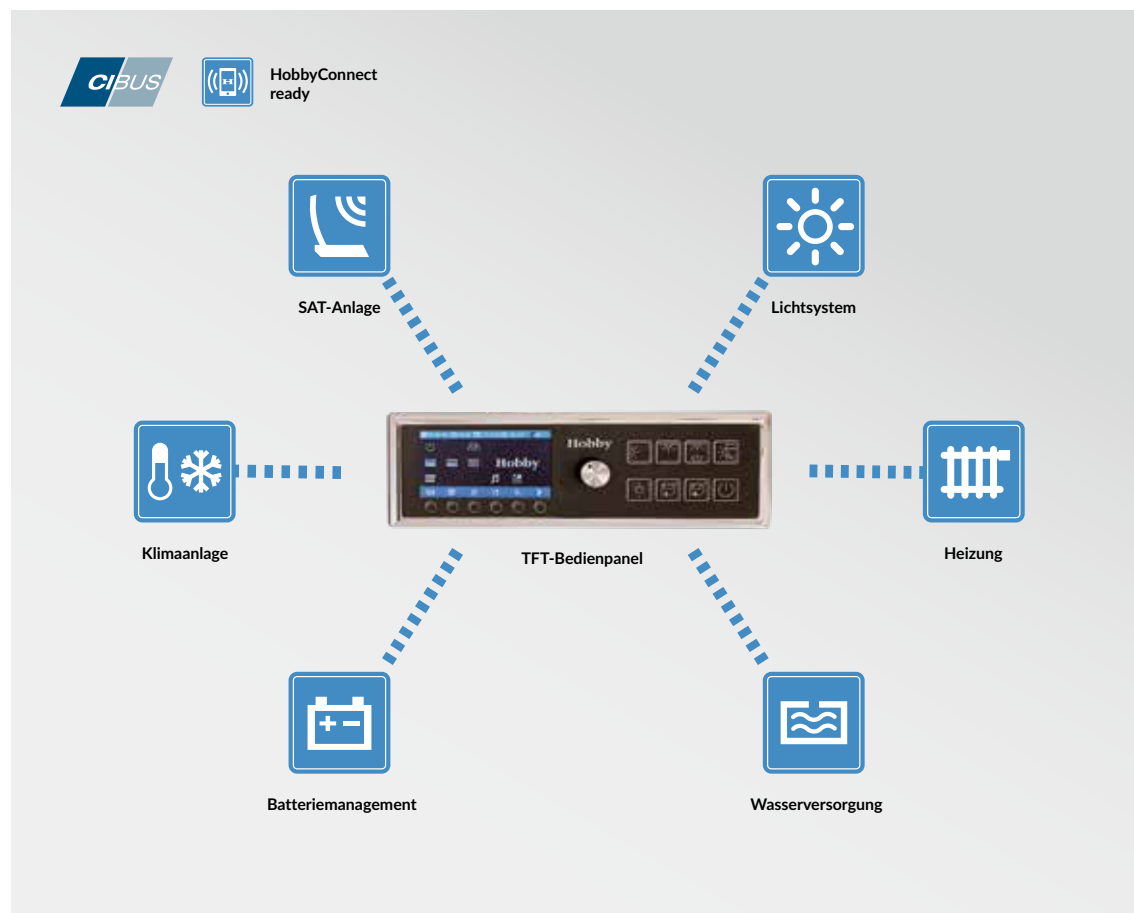 CIBUS
HobbyConnect
ready
SAT-Anlage
Lichtsystem
Hobby
Hobby
Klimaanlage
TFT-Bedienpanel
Heizung
Batteriemanagement
Wasserversorgung